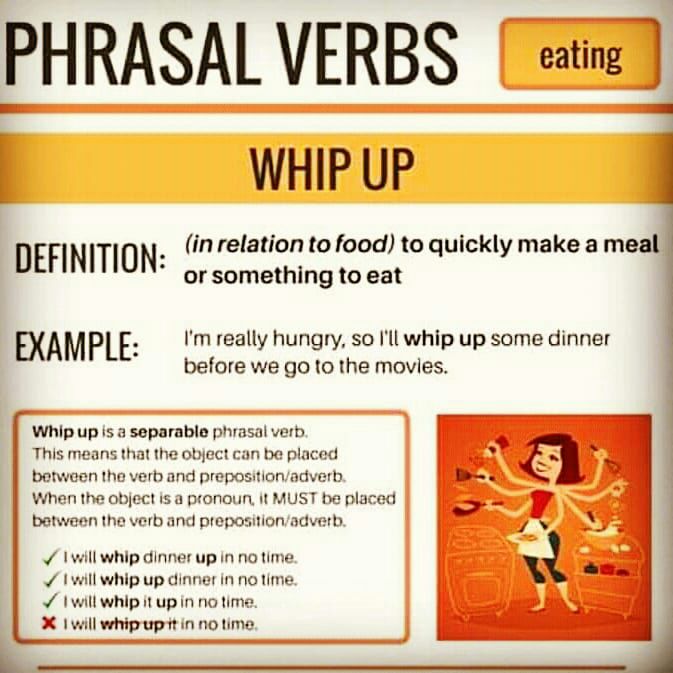 PHRASAL VERBS
eating
WHIP UP
DEFINITION:
(in relation to food) to quickly make a meal
or something to eat
EXAMPLE:
I'm really hungry, so I'll whip up some dinner
before we go to the movies.
Whip up is a separable phrasal verb.
This means that the object can be placed
between the verb and preposition/adverb.
When the object is a pronoun, it MUST be placed
between the verb and preposition/adverb.
✓ I will whip dinner up in no time.
✓ I will whip up dinner in no time.
✓ I will whip it up in no time.
✗ I will whip up it in no time.